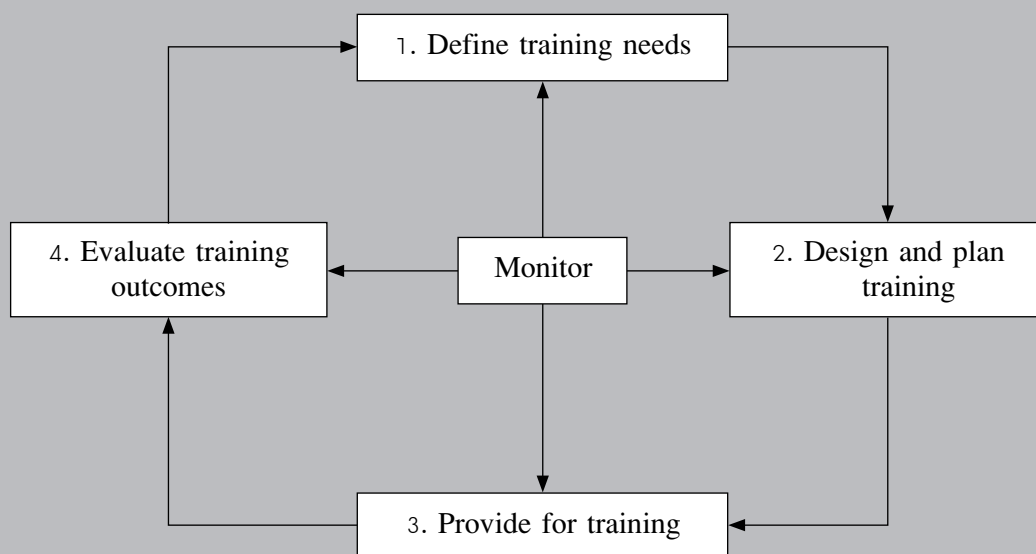 1. Define training needs
4. Evaluate training
outcomes
Monitor
2. Design and plan
training
3. Provide for training